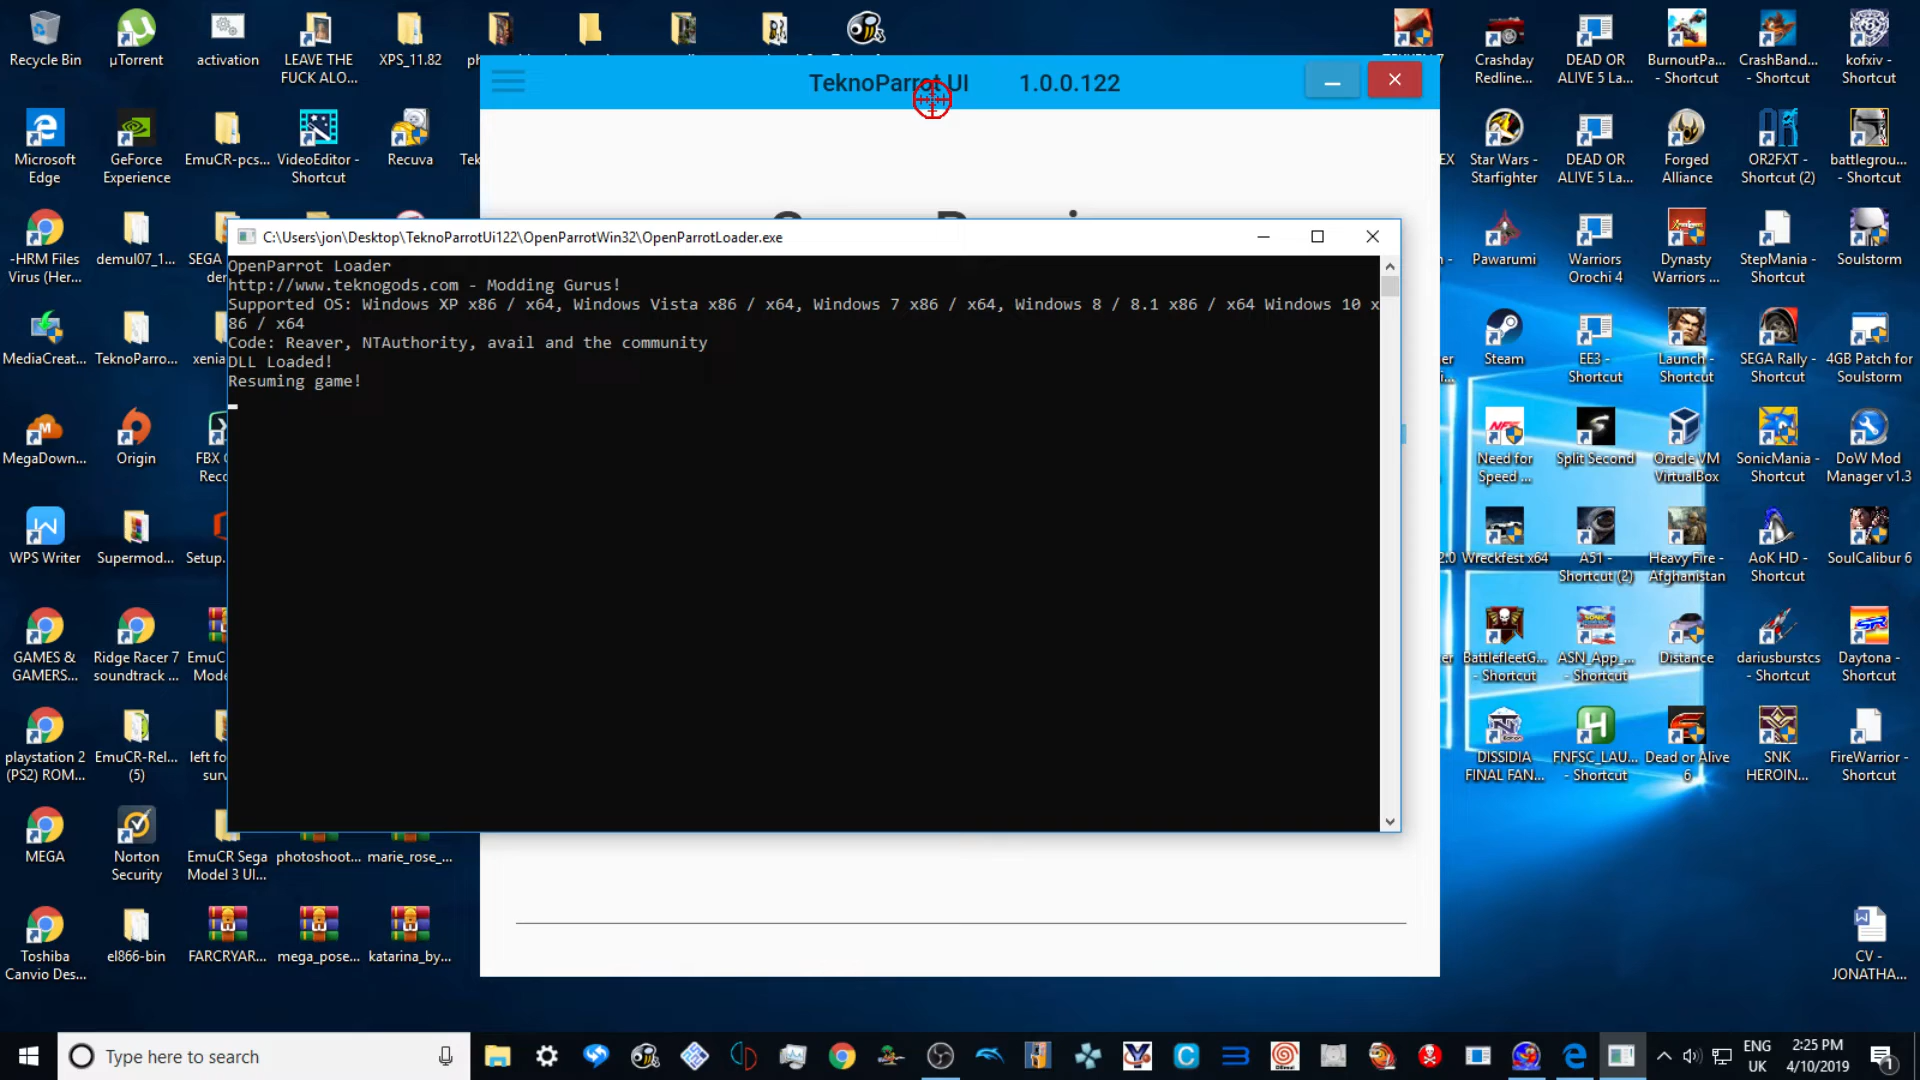 Recycle Bin
µTorrent
activation
LEAVE THE
FUCK ALO...
XPS_11.82
TeknoParrot UI
1.0.0.122
Crashday
Redline...
DEAD OR
ALIVE 5 La...
BurnoutPa...
- Shortcut
CrashBand...
- Shortcut
kofxiv -
Shortcut
Microsoft
Edge
GeForce
Experience
EmuCR-pcs...
VideoEditor -
Shortcut
Recuva
Star Wars -
Starfighter
DEAD OR
ALIVE 5 La...
Forged
Alliance
OR2FXT -
Shortcut (2)
battlegrou...
- Shortcut
C:\Users\jon\Desktop\TeknoParrotUi122\OpenParrotWin32\OpenParrotLoader.exe
OpenParrot Loader
http://www.teknogods.com - Modding Gurus!
Supported OS: Windows XP x86 / x64, Windows Vista x86 / x64, Windows 7 x86 / x64, Windows 8 / 8.1 x86 / x64 Windows 10 x
86 / x64
Code: Reaver, NTAuthority, avail and the community
DLL Loaded!
Resuming game!
-HRM Files
Virus (Her...
demul07_1...
SEGA
Pawarumi
Warriors
Orochi 4
Dynasty
Warriors ...
StepMania -
Shortcut
Soulstorm
MediaCreat...
TeknoParro...
xenia
Steam
EE3 -
Shortcut
Launch -
Shortcut
SEGA Rally -
Shortcut
4GB Patch for
Soulstorm
MegaDown...
Origin
FBX
Reco
Need for
Speed ...
Split Second
Oracle VM
VirtualBox
SonicMania -
Shortcut
DoW Mod
Manager v1.3
WPS Writer
Supermod...
Setup.
Wreckfest x64
A51 -
Shortcut (2)
Heavy Fire -
Afghanistan
AoK HD -
Shortcut
SoulCalibur 6
GAMES &
GAMERS...
Ridge Racer 7
soundtrack ...
EmuC
Mode
BattlefleetG...
- Shortcut
ASN_App_...
- Shortcut
Distance
dariusburstcs
- Shortcut
Daytona -
Shortcut
playstation 2
(PS2) ROM...
EmuCR-Rel...
(5)
left fo
surv
DISSIDIA
FINAL FAN...
FNFSC_LAU...
- Shortcut
Dead or Alive
6
SNK
HEROIN...
FireWarrior -
Shortcut
MEGA
Norton
Security
EmuCR Sega
Model 3 UI...
photoshoot...
marie_rose_...
Toshiba
Canvio Des...
el866-bin
FARCRYAR...
mega_pose...
katarina_by...
CV -
JONATHA...
Type here to search
ENG
UK
2:25 PM
4/10/2019
1